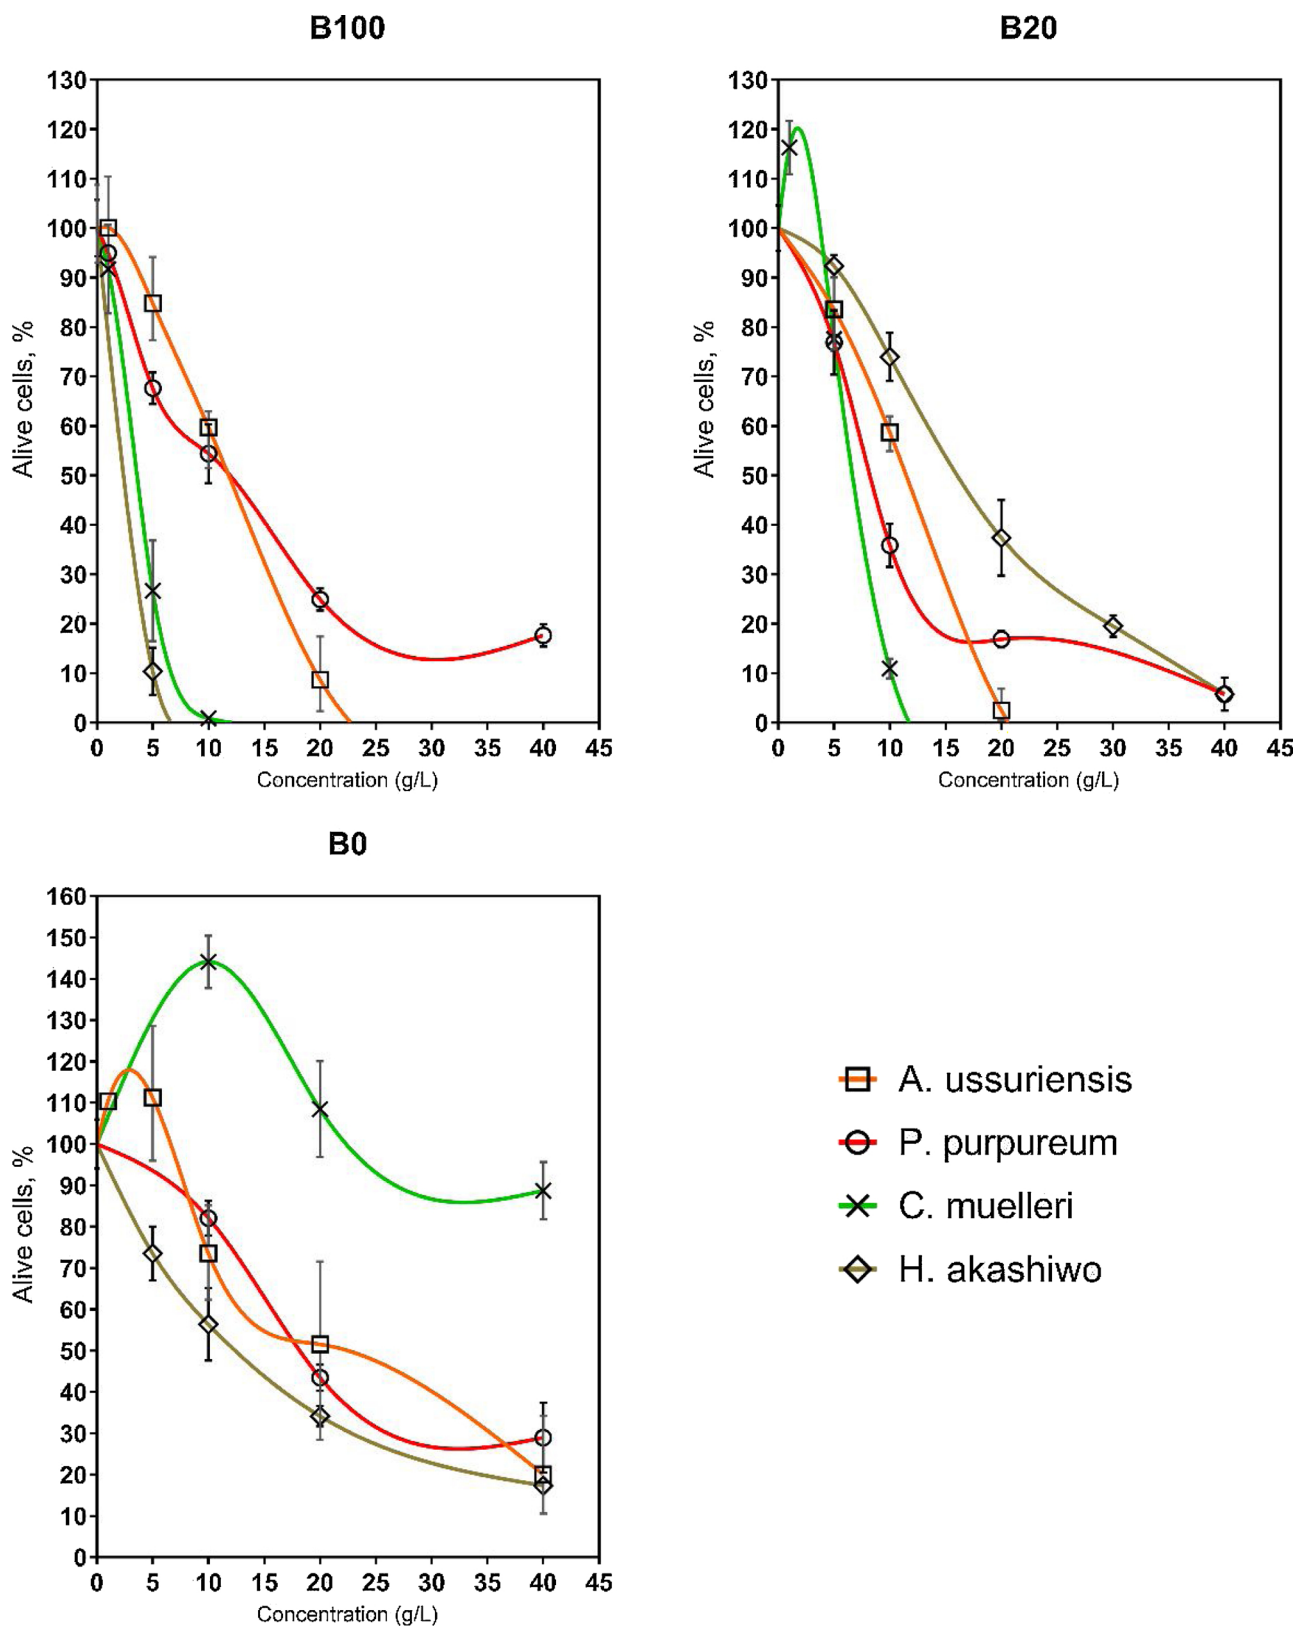 B100
130
120
110
100
90
80
70
60
50
40
30
20
10
0
Alive cells, %
0 5 10 15 20 25 30 35 40 45
Concentration (g/L)
B20
130
120
110
100
90
80
70
60
50
40
30
20
10
0
Alive cells, %
0 5 10 15 20 25 30 35 40 45
Concentration (g/L)
B0
160
150
140
130
120
110
100
90
80
70
60
50
40
30
20
10
0
Alive cells, %
0 5 10 15 20 25 30 35 40 45
Concentration (g/L)
A. ussuriensis
P. purpureum
C. muelleri
H. akashiwo